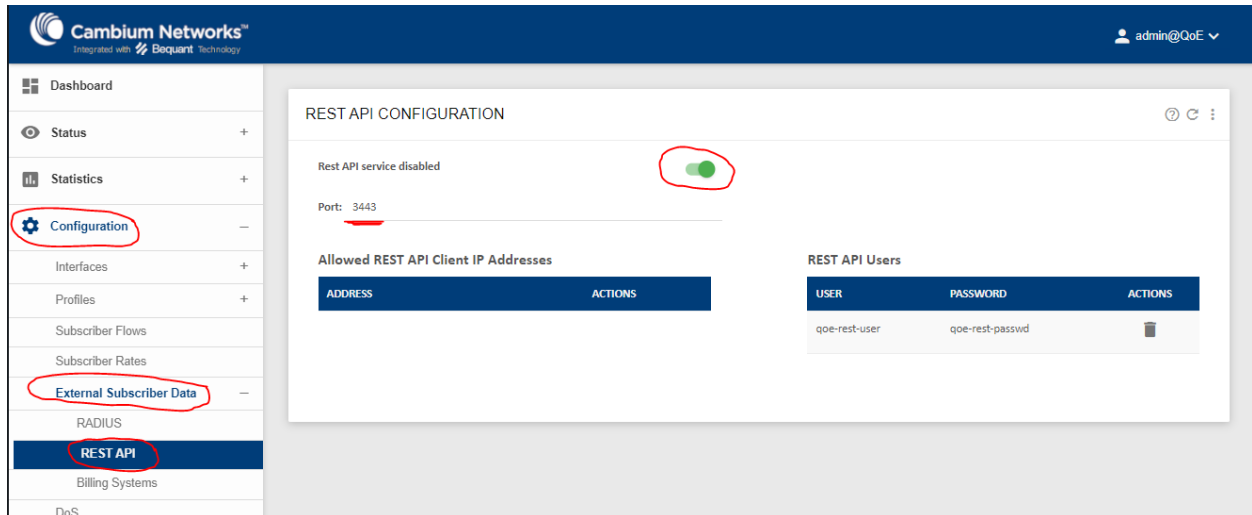 Cambium Networks™
Integrated with Bequant Technology
admin@QoE
Dashboard
Status +
Statistics +
Configuration –
Interfaces +
Profiles +
Subscriber Flows
Subscriber Rates
External Subscriber Data –
RADIUS
REST API
Billing Systems
DoS
REST API CONFIGURATION
Rest API service disabled
Port: 3443
Allowed REST API Client IP Addresses
ADDRESS ACTIONS
REST API Users
USER PASSWORD ACTIONS
qoe-rest-user qoe-rest-passwd